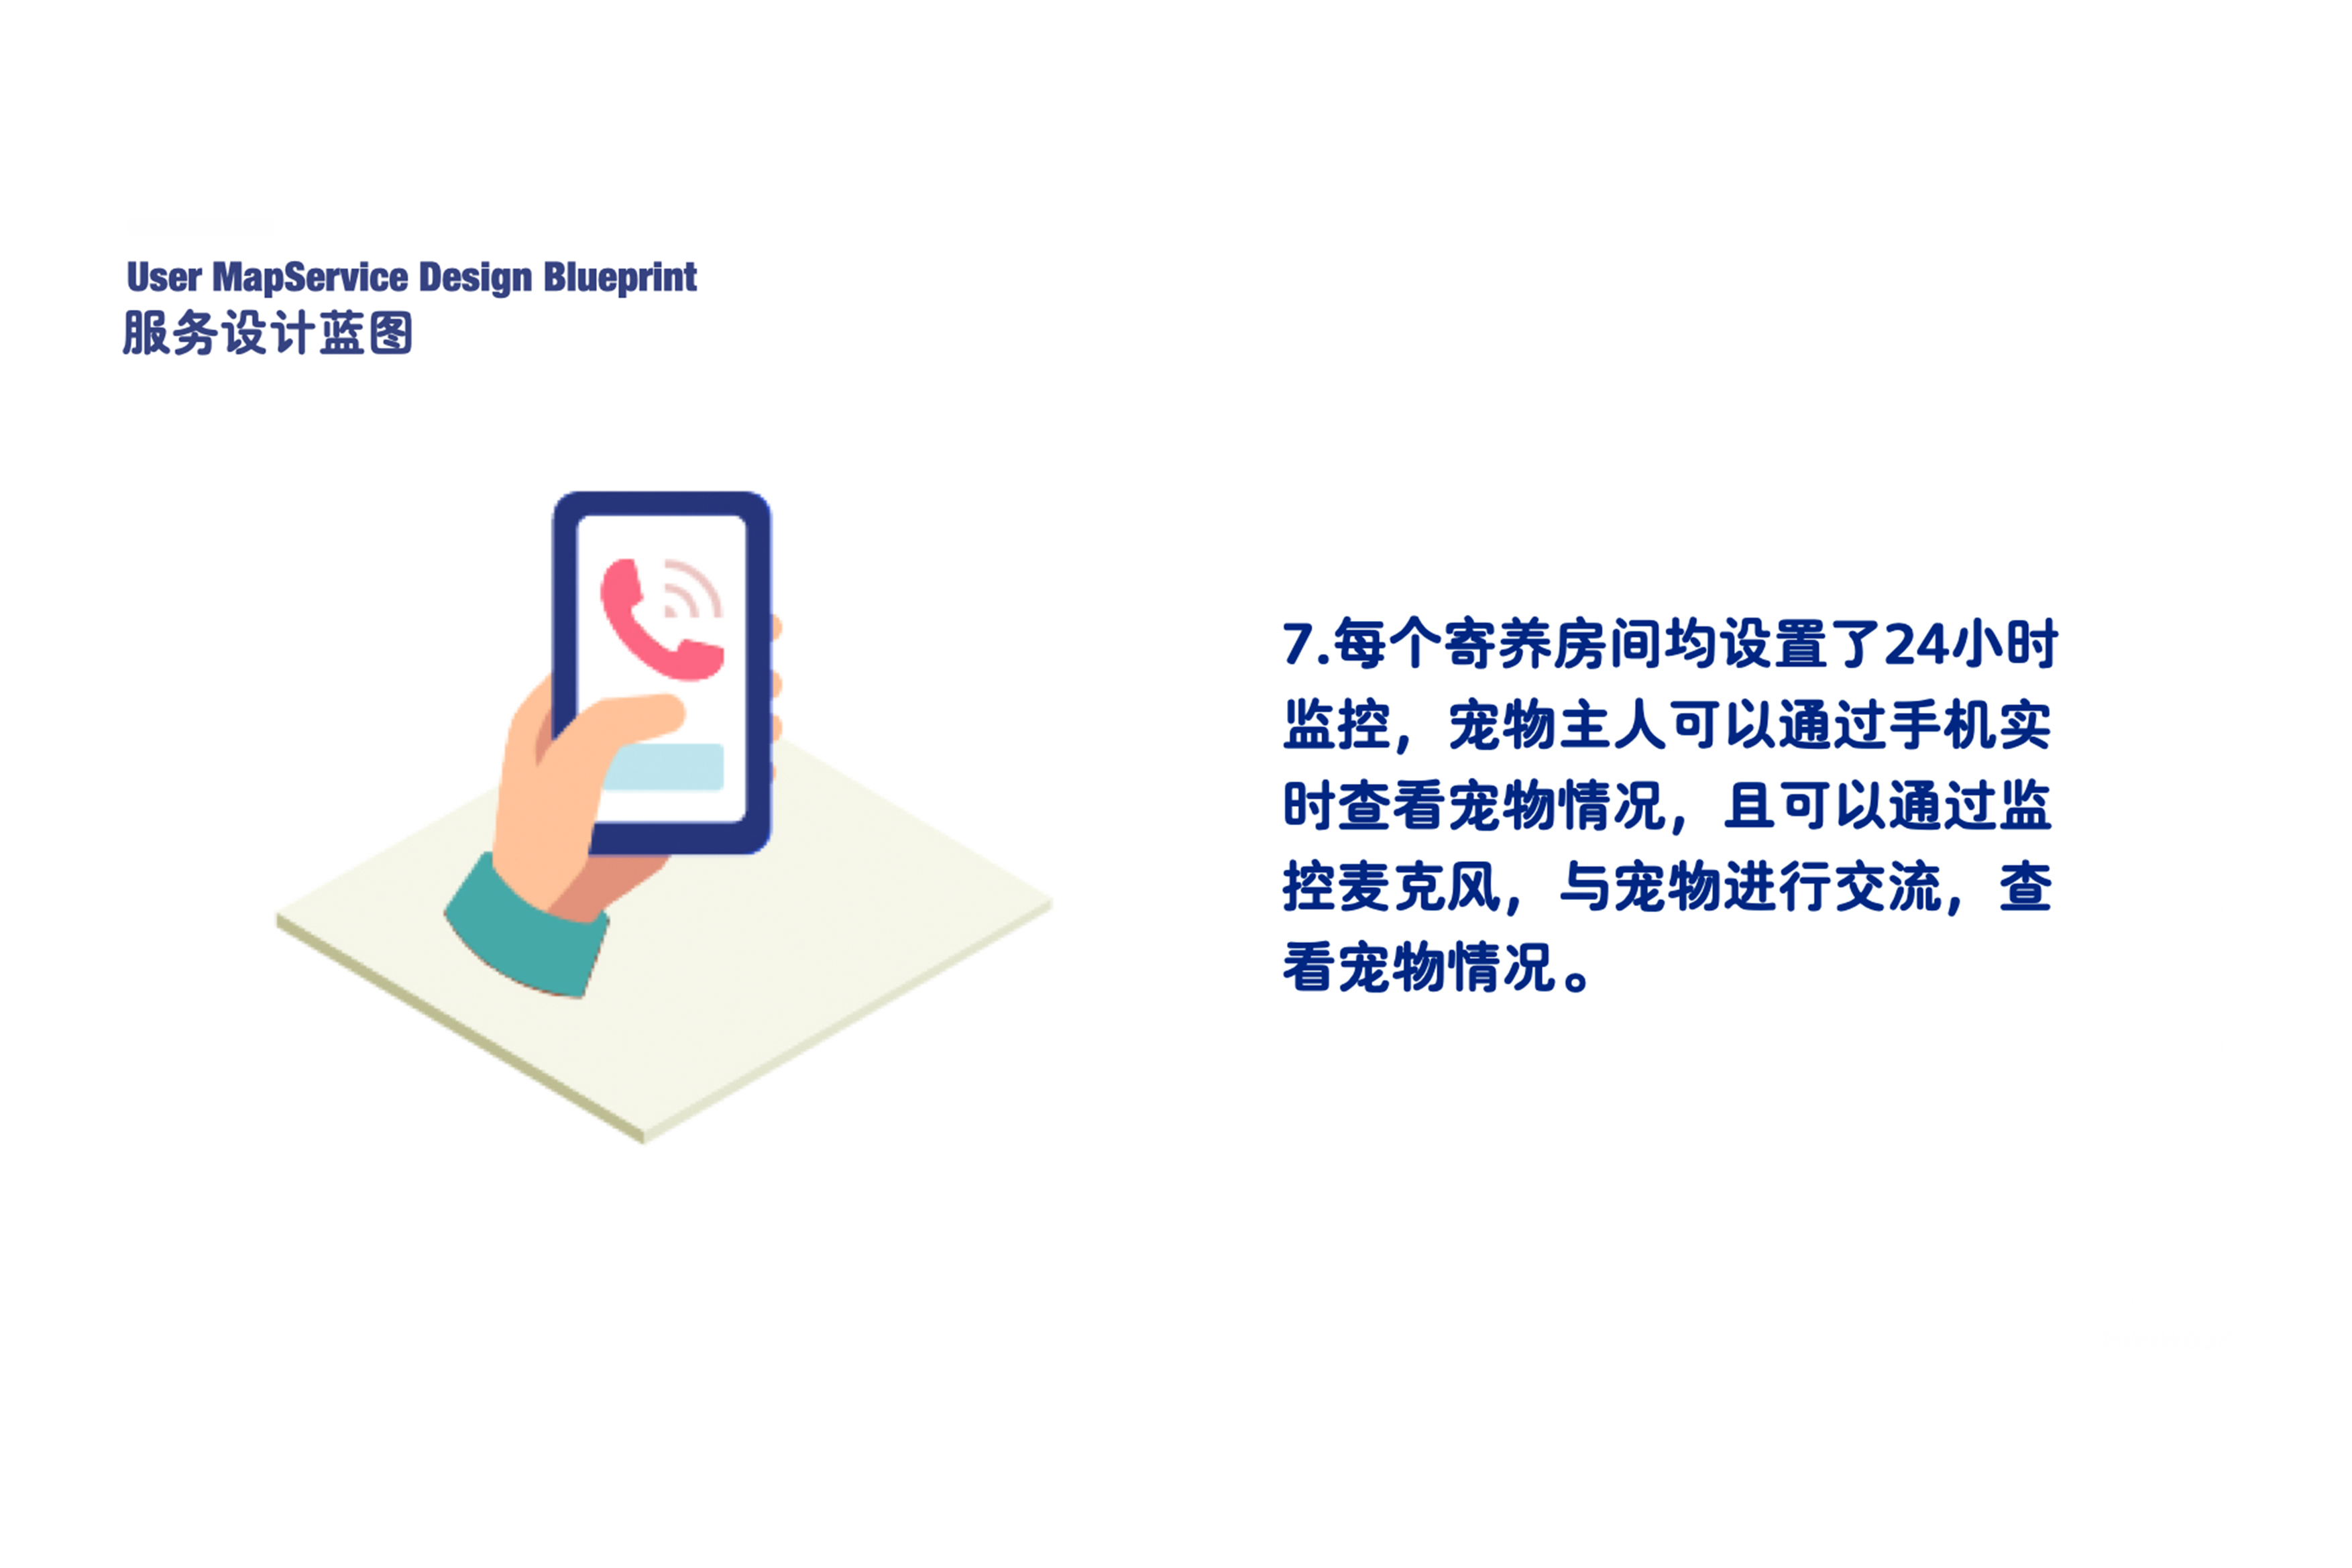 User MapService Design Blueprint
服务设计蓝图
7.每个寄养房间均设置了24小时
监控，宠物主人可以通过手机实
时查看宠物情况，且可以通过监
控麦克风，与宠物进行交流，查
看宠物情况。